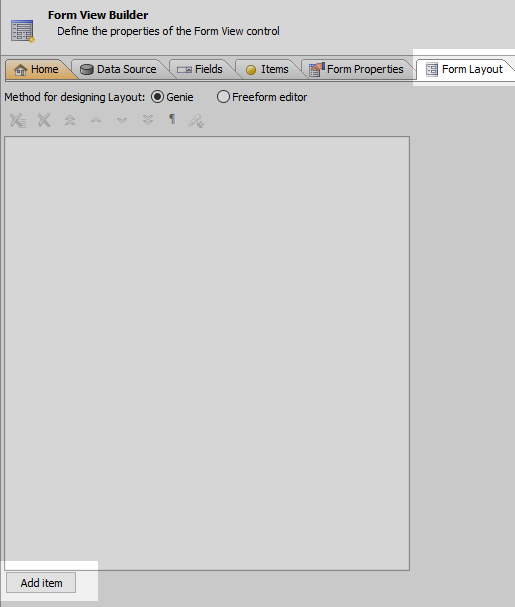 Form View Builder
Define the properties of the Form View control
Home Data Source Fields Items Form Properties Form Layout
Method for designing Layout: Genie Freeform editor
¶
Add item